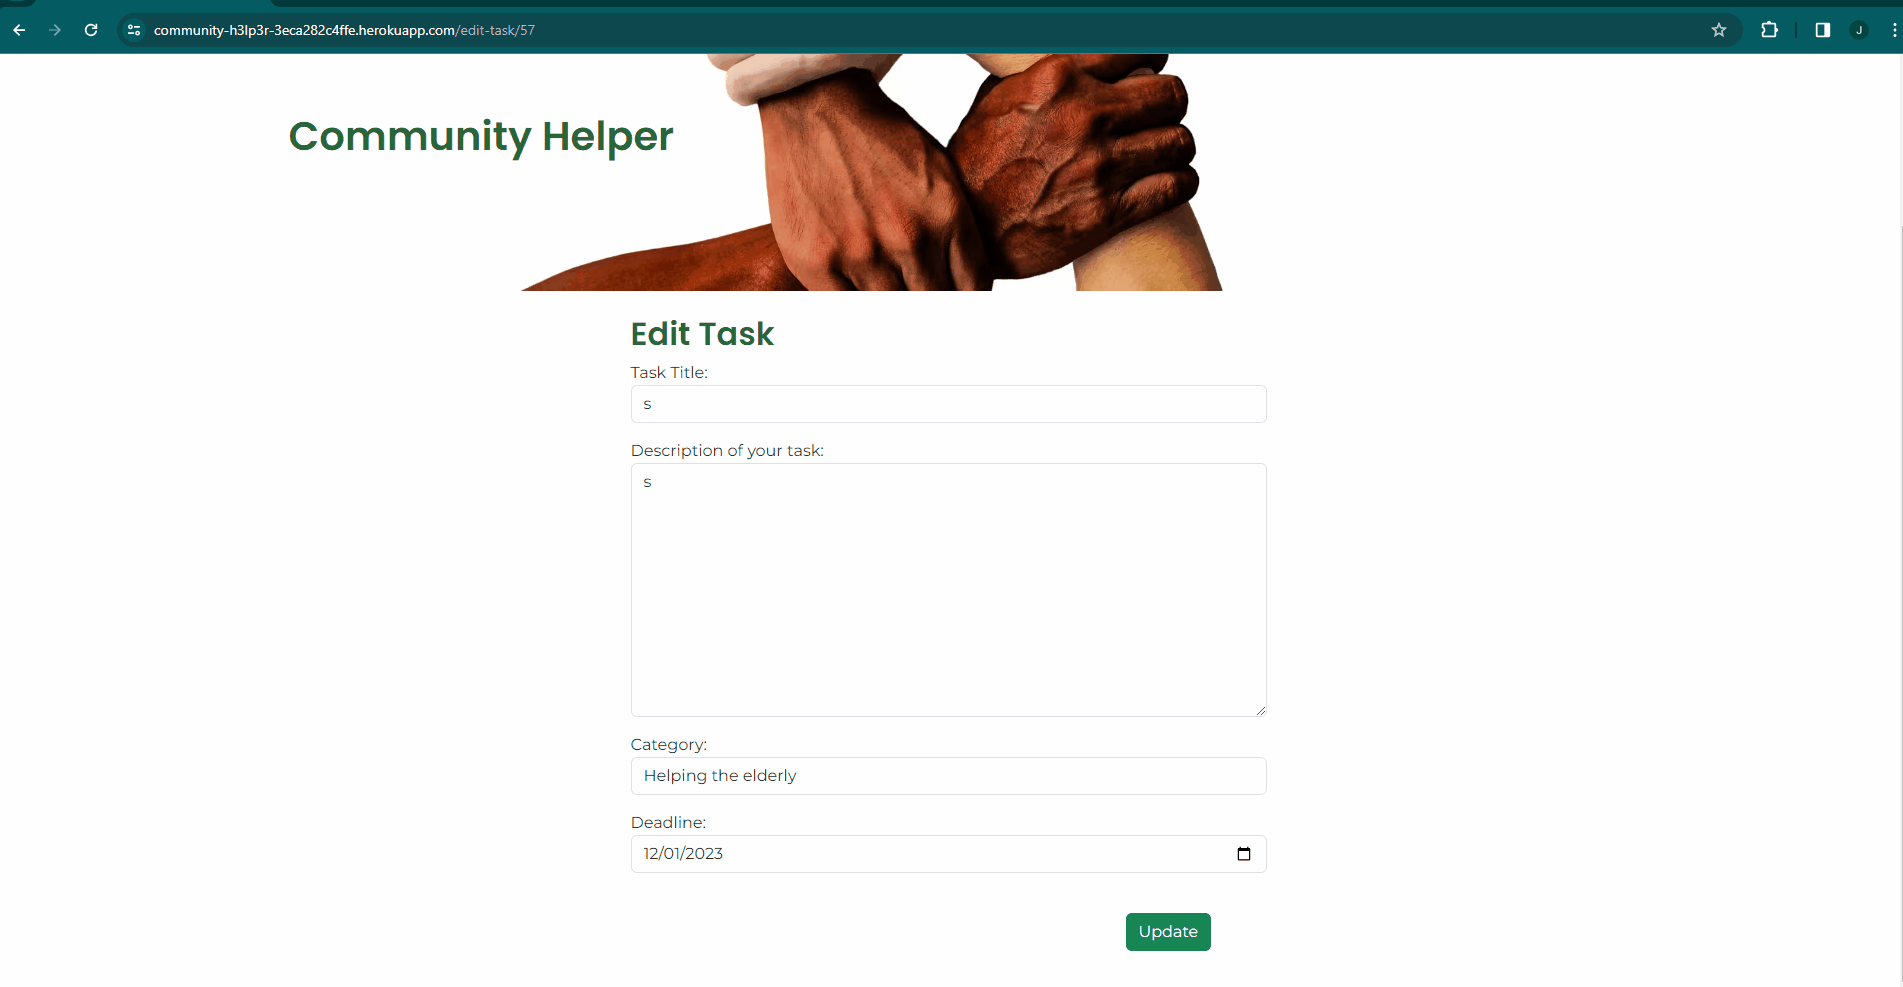 community-h3lp3r-3eca282c4ffe.herokuapp.com/edit-task/57
J
Community Helper
Edit Task
Task Title:
s
Description of your task:
s
Category:
Helping the elderly
Deadline:
12/01/2023
Update